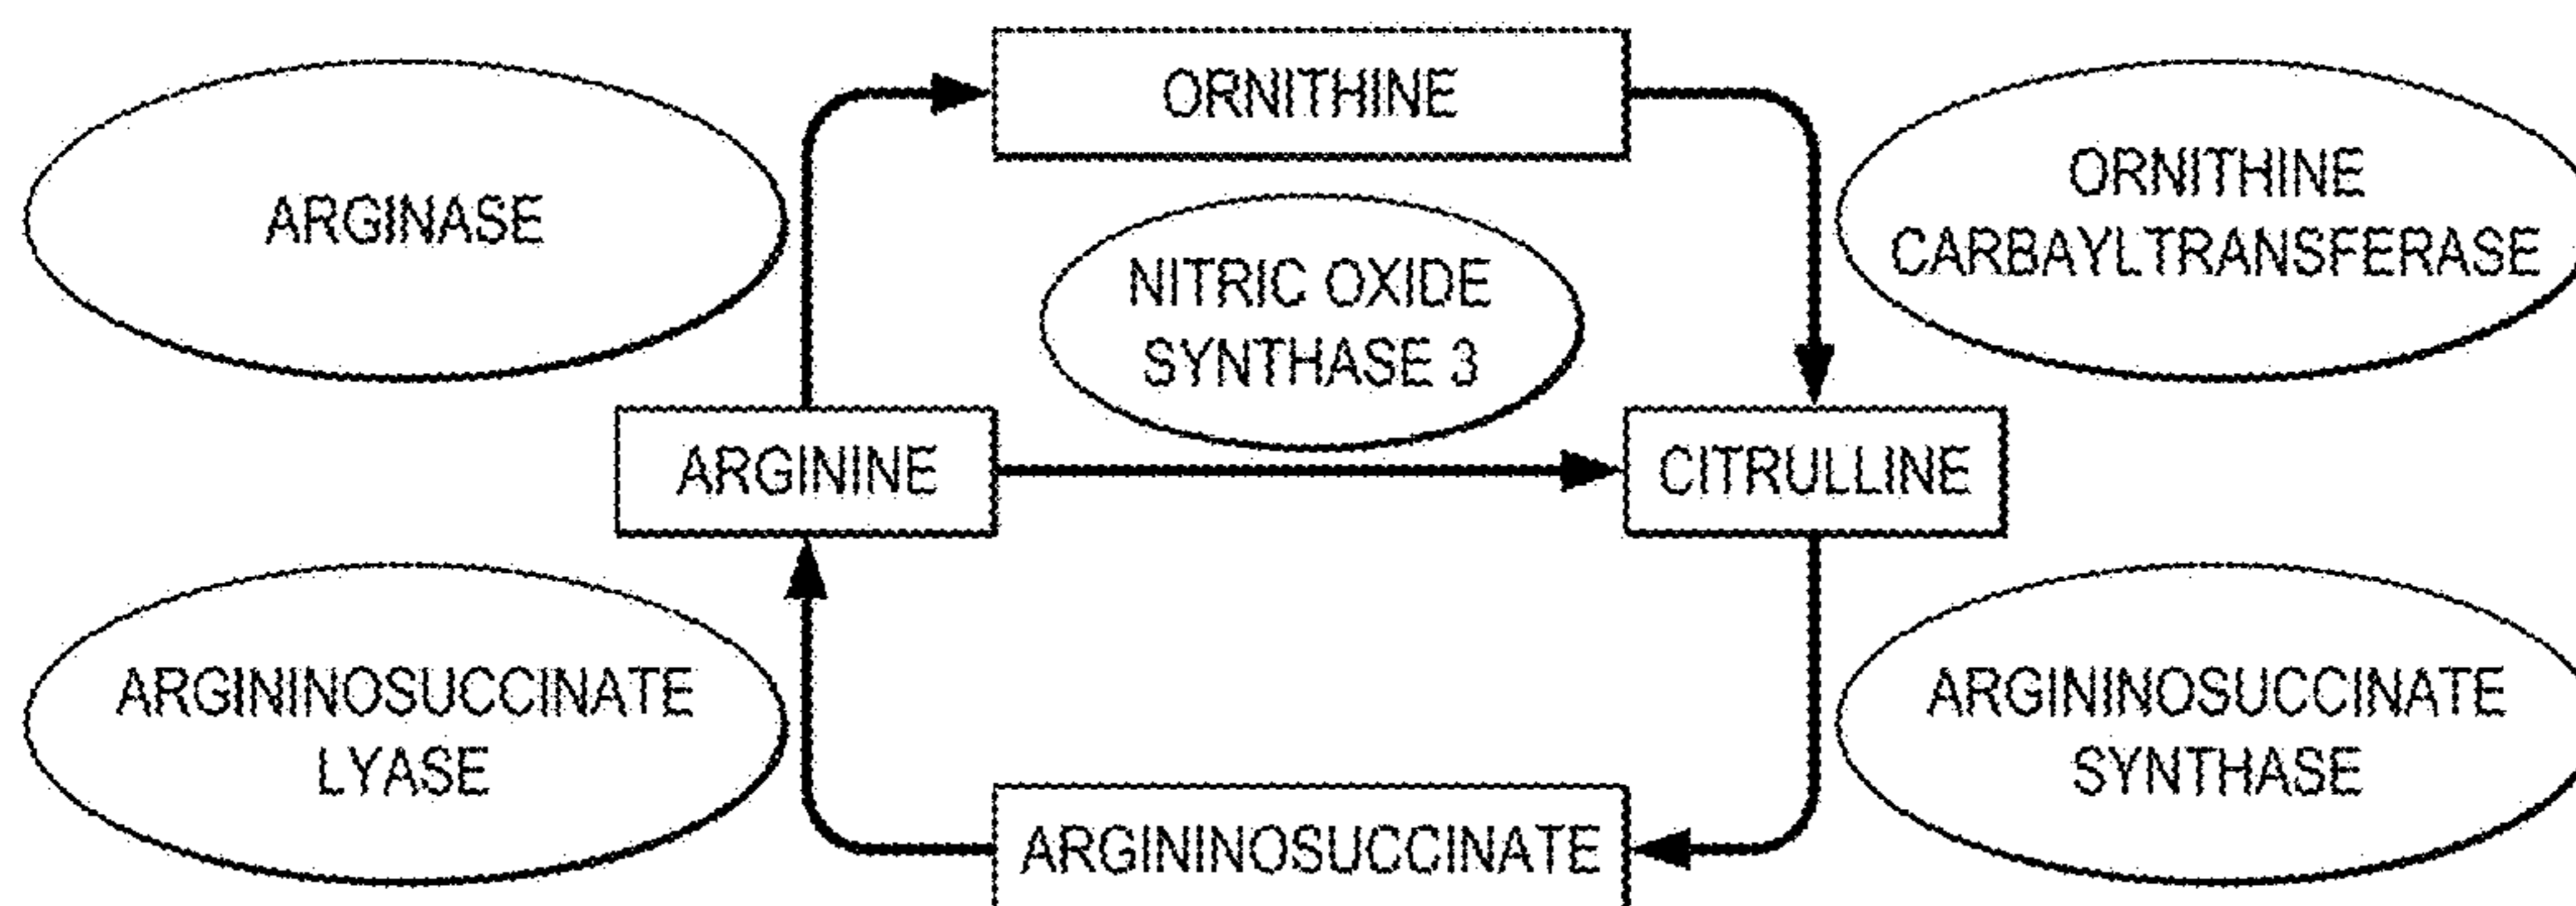 ORNITHINE
ARGINASE
ORNITHINE
CARBAYLTRANSFERASE
NITRIC OXIDE
SYNTHASE 3
ARGININE
CITRULLINE
ARGININOSUCCINATE
LYASE
ARGININOSUCCINATE
SYNTHASE
ARGININOSUCCINATE